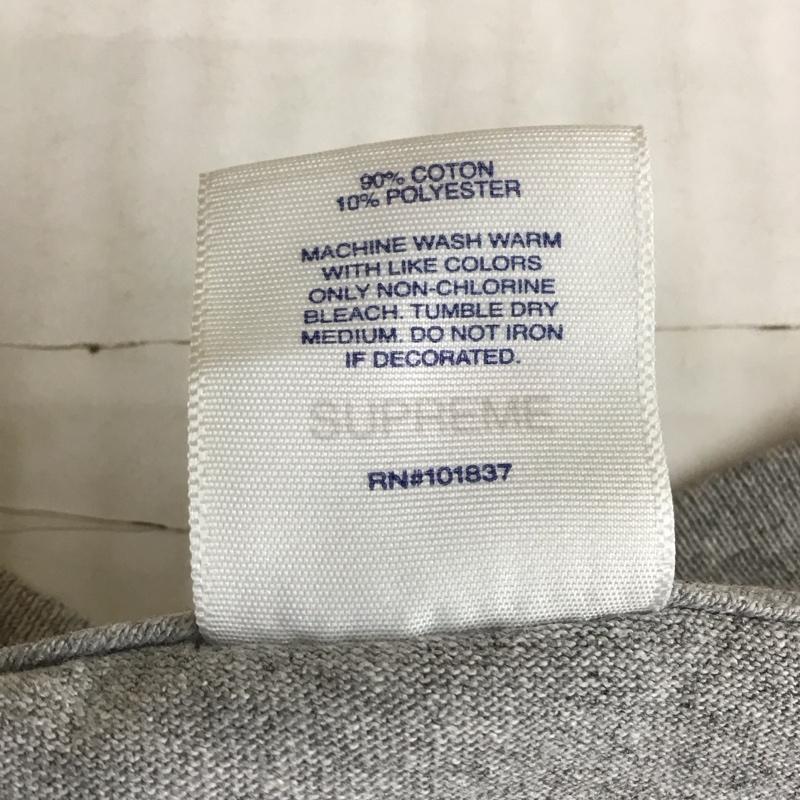 90% COTON
10% POLYESTER
MACHINE WASH WARM
WITH LIKE COLORS
ONLY NON-CHLORINE
BLEACH. TUMBLE DRY
MEDIUM. DO NOT IRON
IF DECORATED.
SUPREME
RN#101837